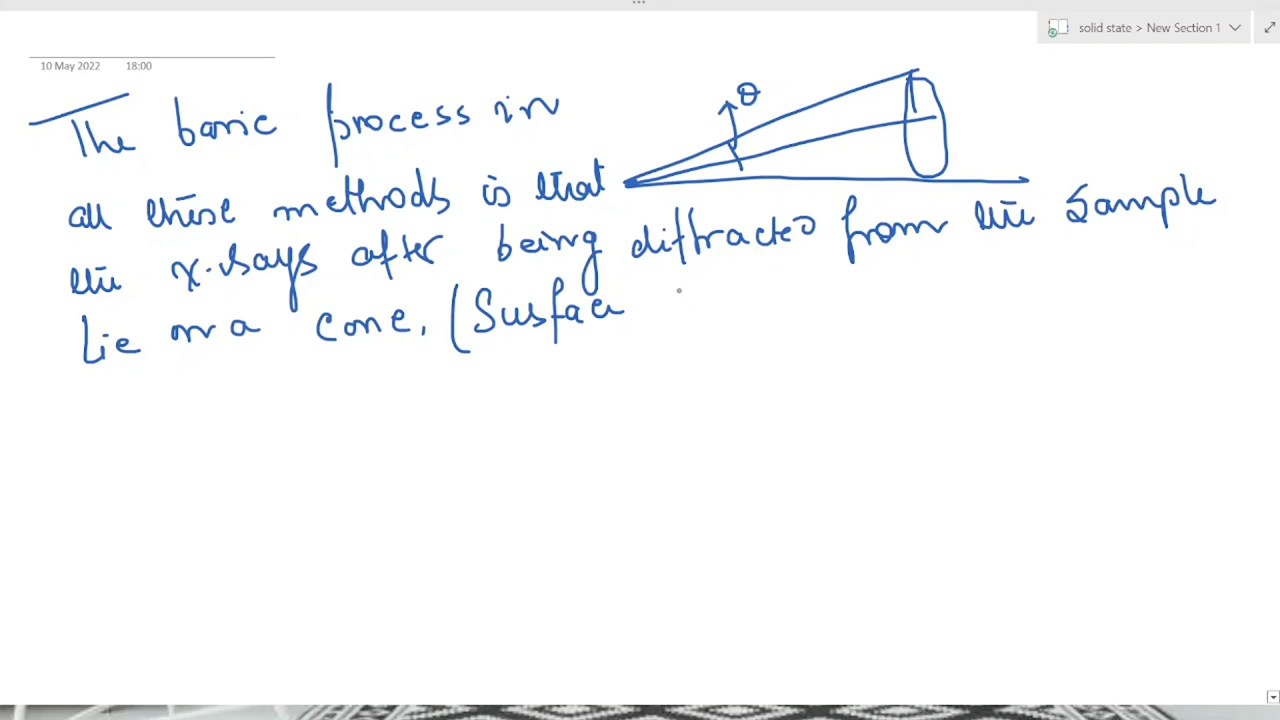 solid state > New Section 1
10 May 2022 18:00
The basic process in
θ
all these methods is that
the x-rays after being diffracted from the sample
lie on a cone. (Surface